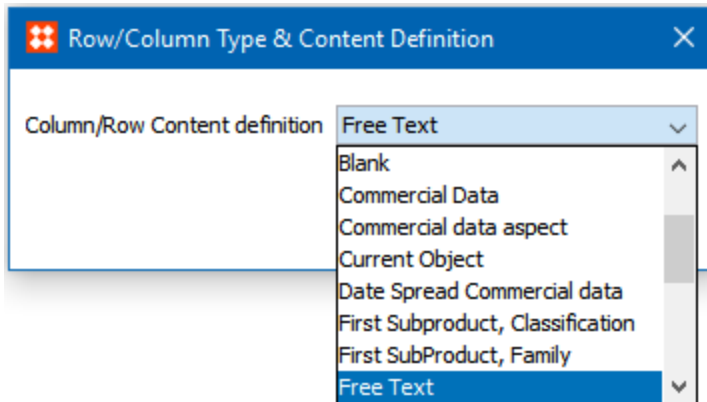 Row/Column Type & Content Definition
Column/Row Content definition Free Text
Blank
Commercial Data
Commercial data aspect
Current Object
Date Spread Commercial data
First Subproduct, Classification
First SubProduct, Family
Free Text